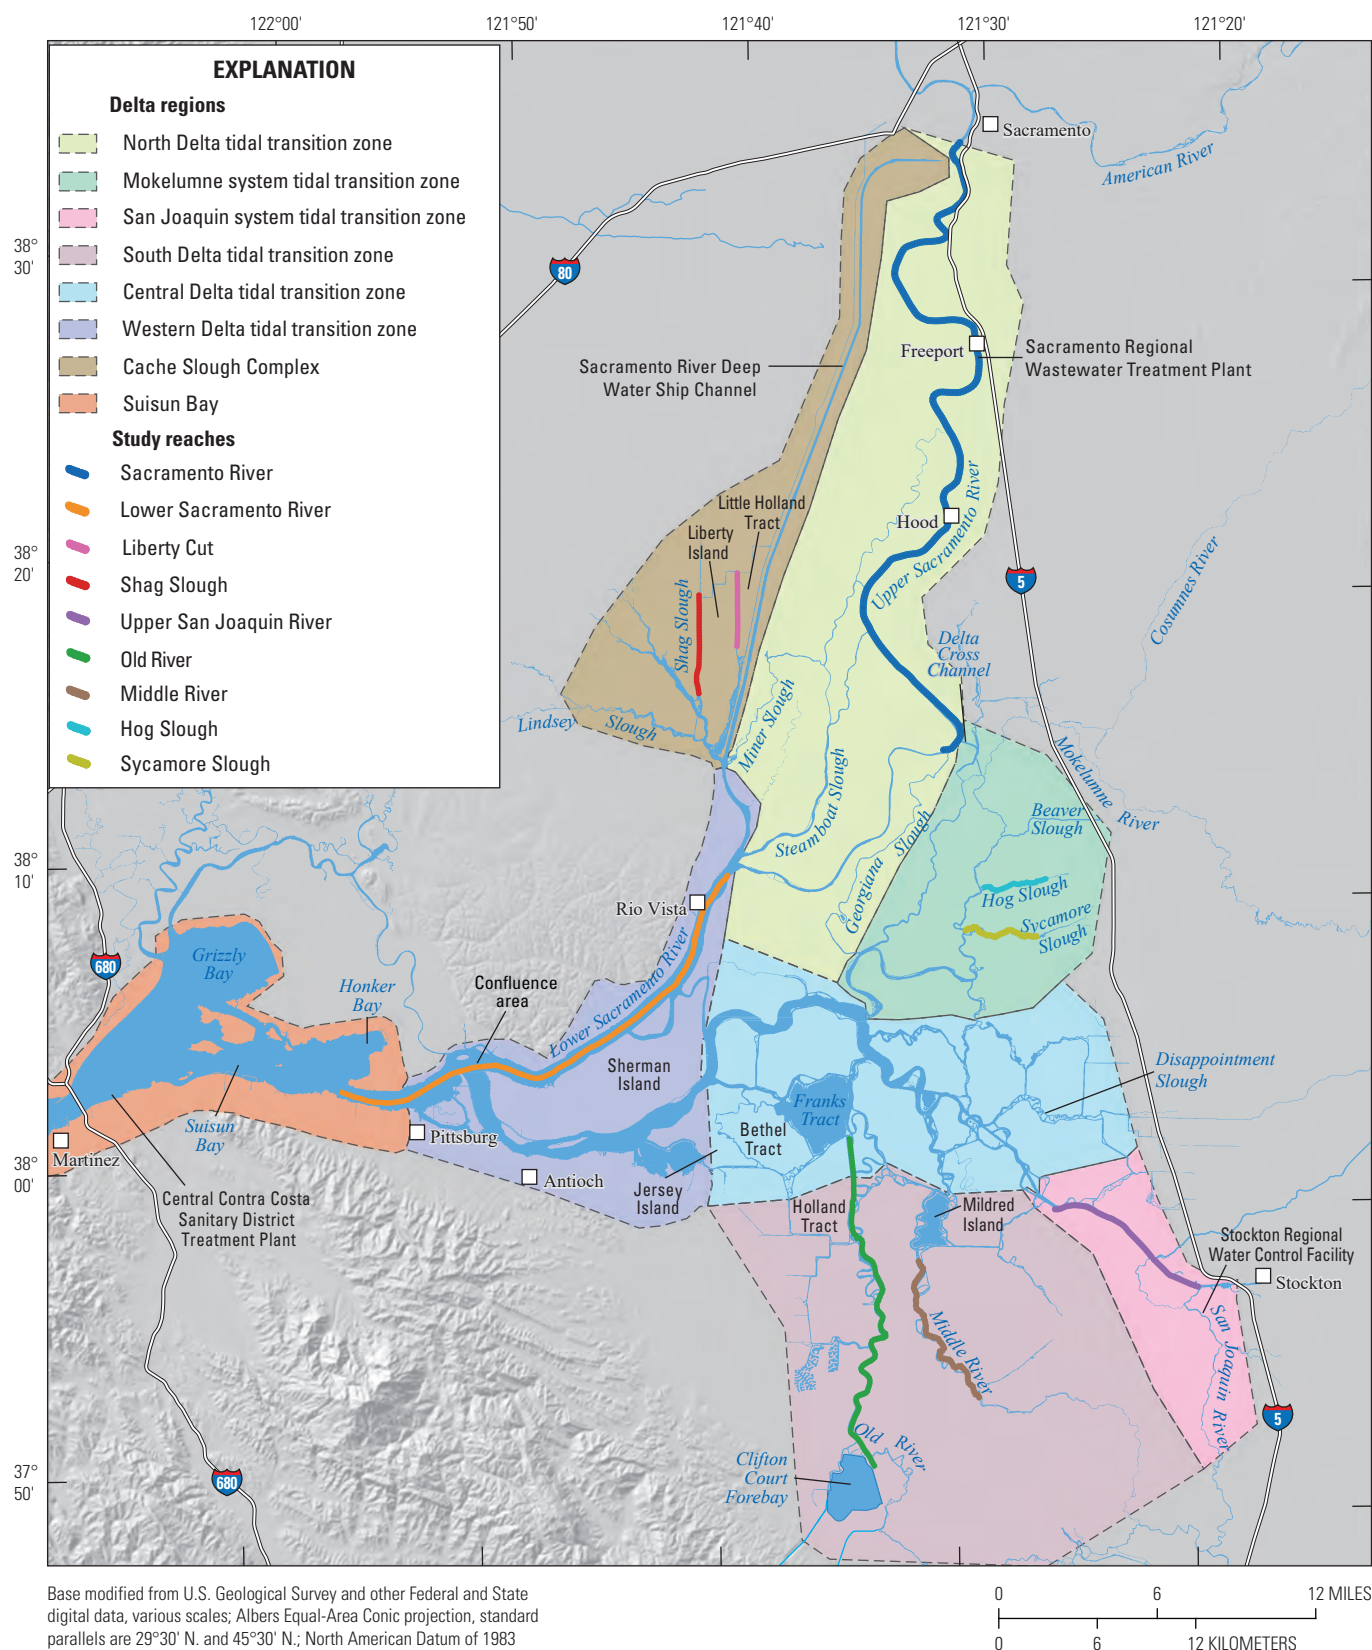 122°00'
121°50'
121°40'
121°30'
121°20'
EXPLANATION
Delta regions
North Delta tidal transition zone
Mokelumne system tidal transition zone
San Joaquin system tidal transition zone
South Delta tidal transition zone
Central Delta tidal transition zone
Western Delta tidal transition zone
Cache Slough Complex
Suisun Bay
Study reaches
Sacramento River
Lower Sacramento River
Liberty Cut
Shag Slough
Upper San Joaquin River
Old River
Middle River
Hog Slough
Sycamore Slough
38°
30'
38°
20'
38°
10'
38°
00'
37°
50'
Sacramento
American River
80
Freeport
Sacramento Regional
Wastewater Treatment Plant
Sacramento River Deep
Water Ship Channel
Little Holland
Tract
Liberty
Island
Hood
Upper Sacramento River
5
Cosumnes River
Shag Slough
Delta
Cross
Channel
Lindsey Slough
Miner Slough
Mokelumne River
Steamboat Slough
Beaver
Slough
Georgiana Slough
Hog Slough
Sycamore
Slough
Rio Vista
Grizzly
Bay
680
Honker
Bay
Confluence
area
Lower Sacramento River
Sherman
Island
Disappointment
Slough
Franks
Tract
Bethel
Tract
Suisun
Bay
Pittsburg
Martinez
Antioch
Jersey
Island
Central Contra Costa
Sanitary District
Treatment Plant
Holland
Tract
Mildred
Island
Stockton Regional
Water Control Facility
Stockton
San Joaquin River
Middle River
Old River
5
Clifton
Court
Forebay
680
Base modified from U.S. Geological Survey and other Federal and State
digital data, various scales; Albers Equal-Area Conic projection, standard
parallels are 29°30' N. and 45°30' N.; North American Datum of 1983
0 6 12 MILES
0 6 12 KILOMETERS